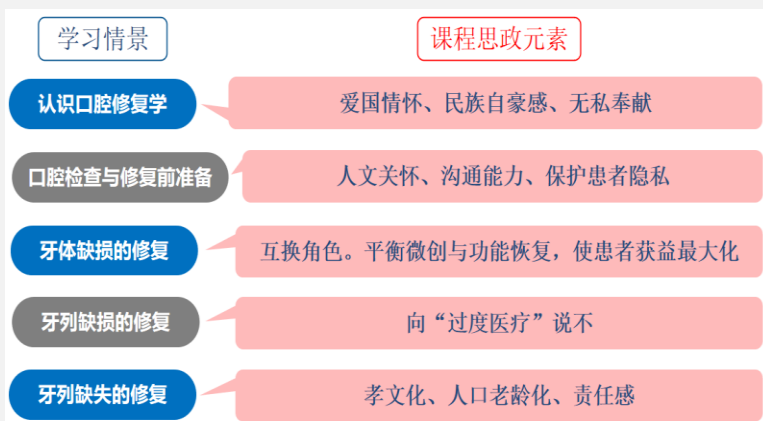 学习情景
课程思政元素
认识口腔修复学
爱国情怀、民族自豪感、无私奉献
口腔检查与修复前准备
人文关怀、沟通能力、保护患者隐私
牙体缺损的修复
互换角色。平衡微创与功能恢复，使患者获益最大化
牙列缺损的修复
向“过度医疗”说不
牙列缺失的修复
孝文化、人口老龄化、责任感